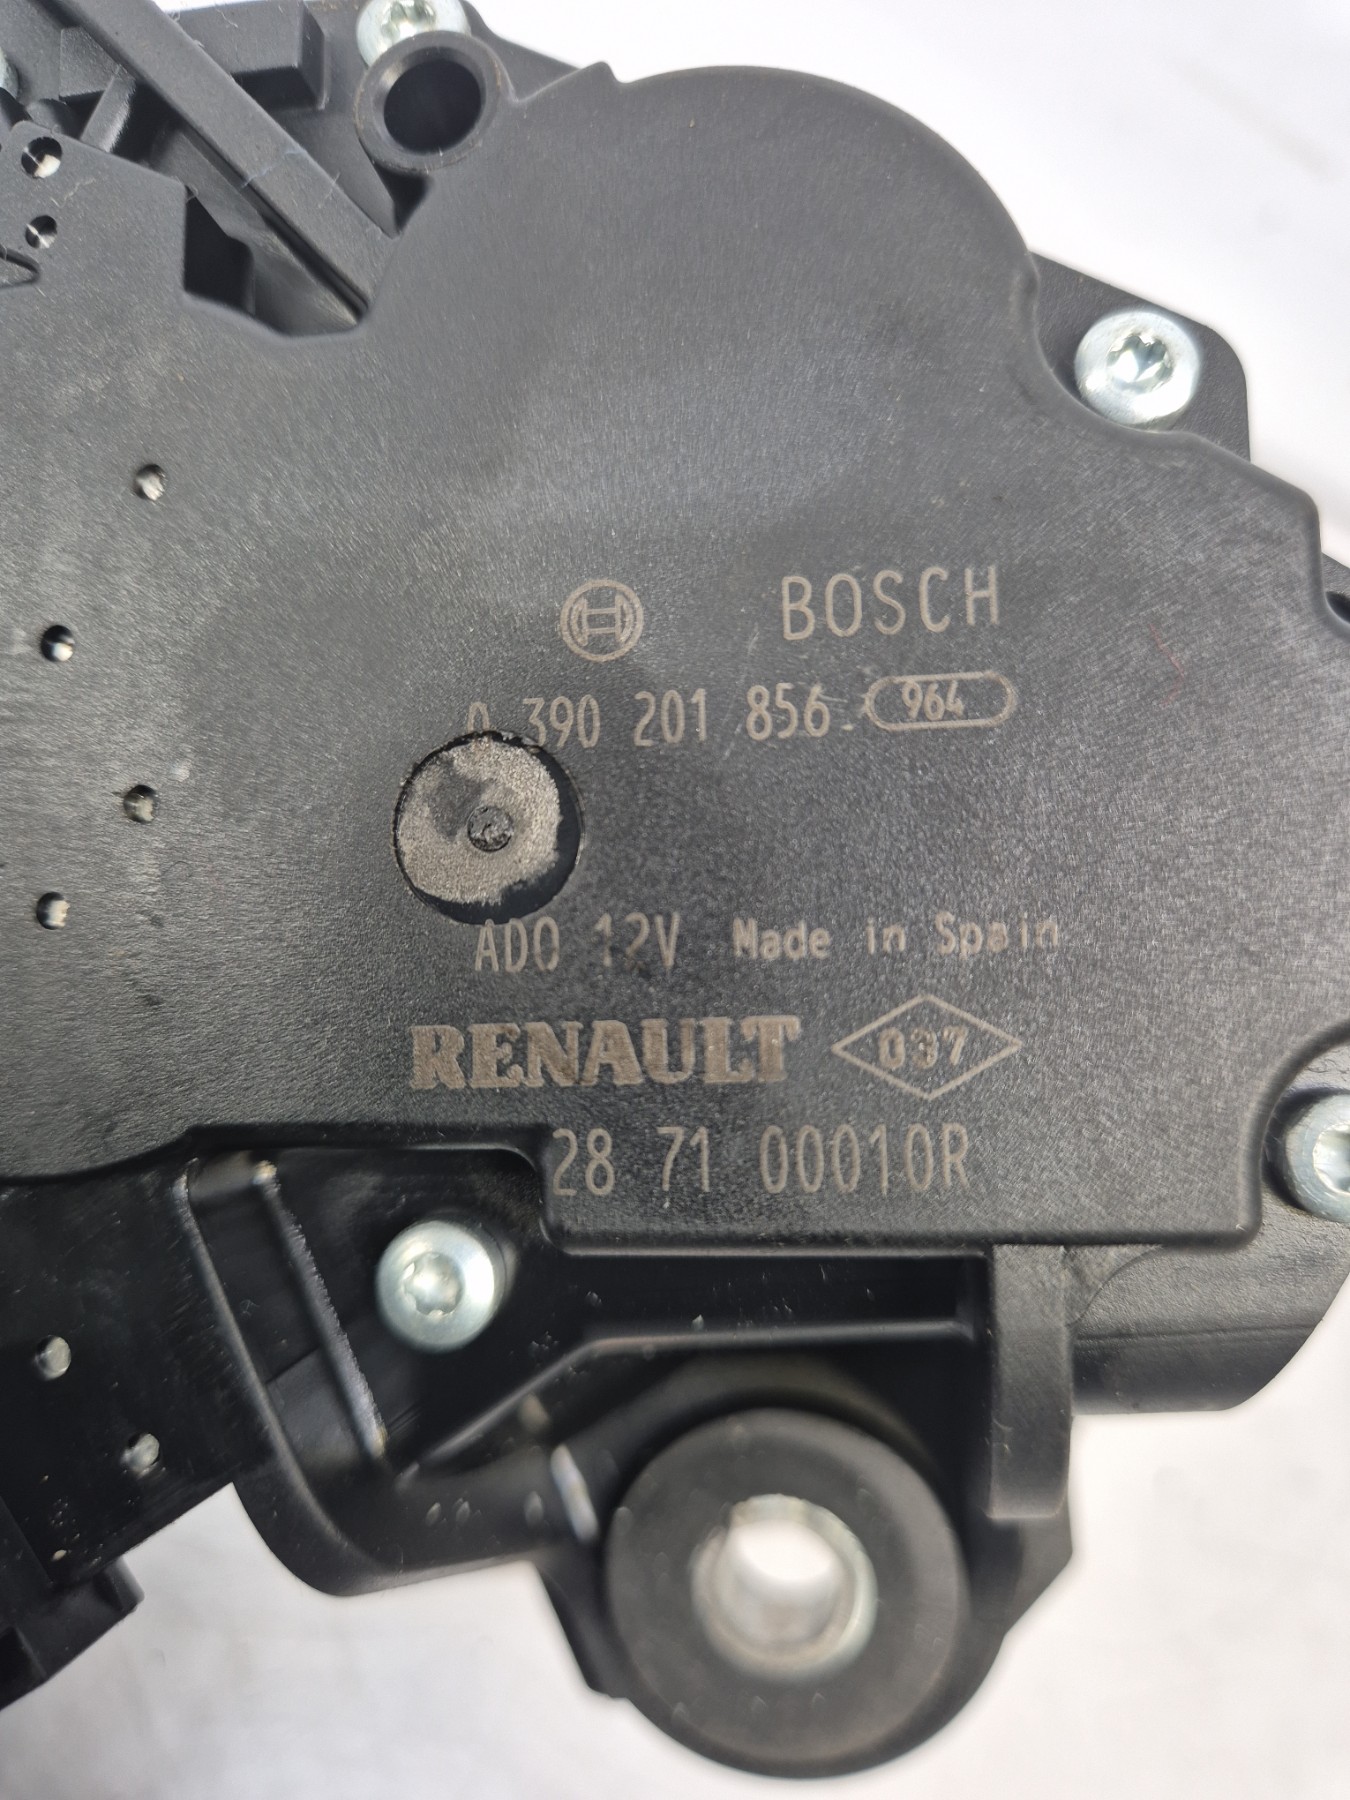 BOSCH
0 390 201 856 964
ADO 12V Made in Spain
RENAULT 037
28 71 00010R